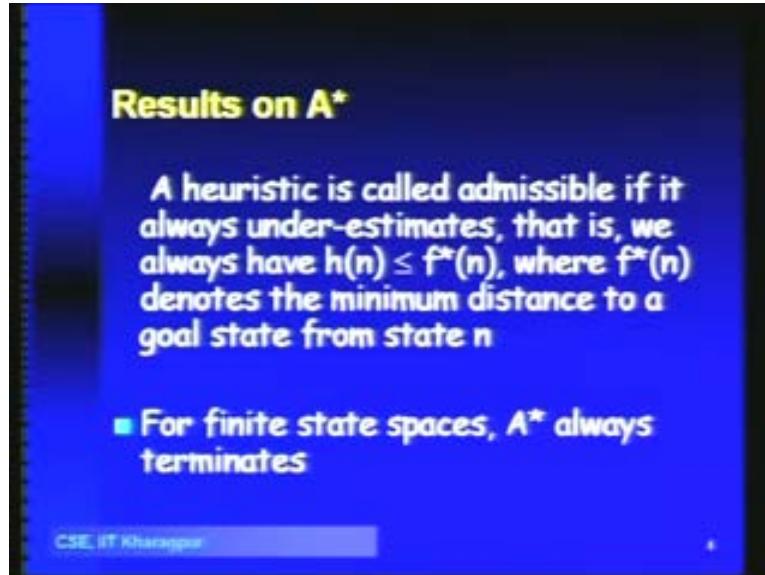 Results on A*
A heuristic is called admissible if it
always under-estimates, that is, we
always have h(n) ≤ f*(n), where f*(n)
denotes the minimum distance to a
goal state from state n
For finite state spaces, A* always
terminates
CSE, IIT Kharagpur